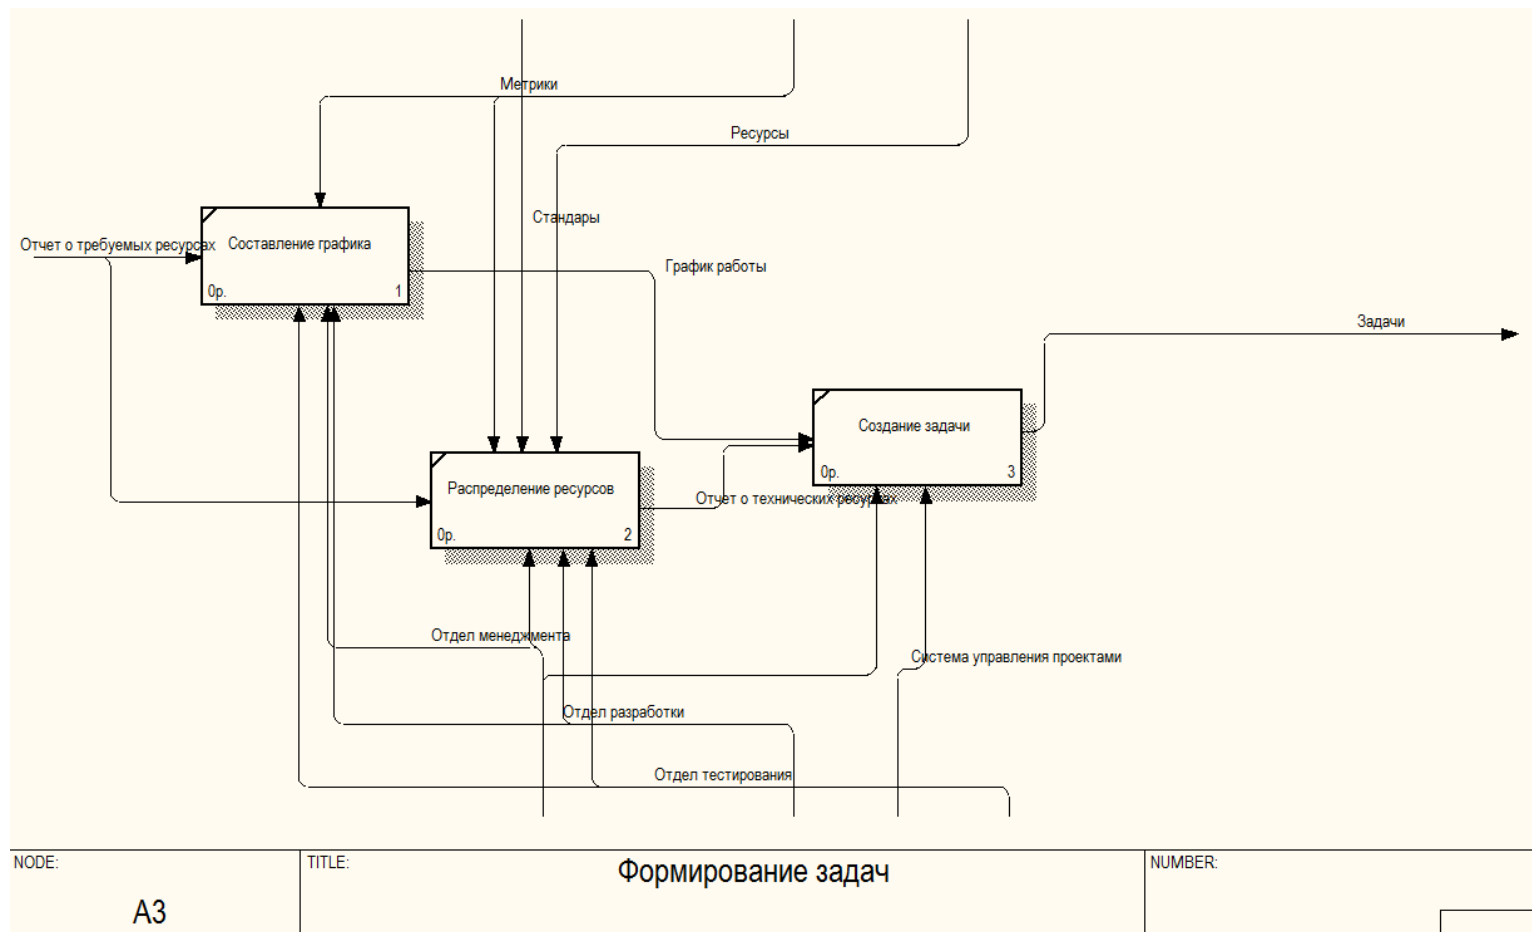 Метрики
Ресурсы
Стандары
Отчет о требуемых ресурсах
Составление графика
0р. 1
График работы
Задачи
Создание задачи
0р. 3
Распределение ресурсов
0р. 2
Отчет о технических ресурсах
Отдел менеджмента
Система управления проектами
Отдел разработки
Отдел тестирования
NODE: TITLE: NUMBER:
Формирование задач
A3